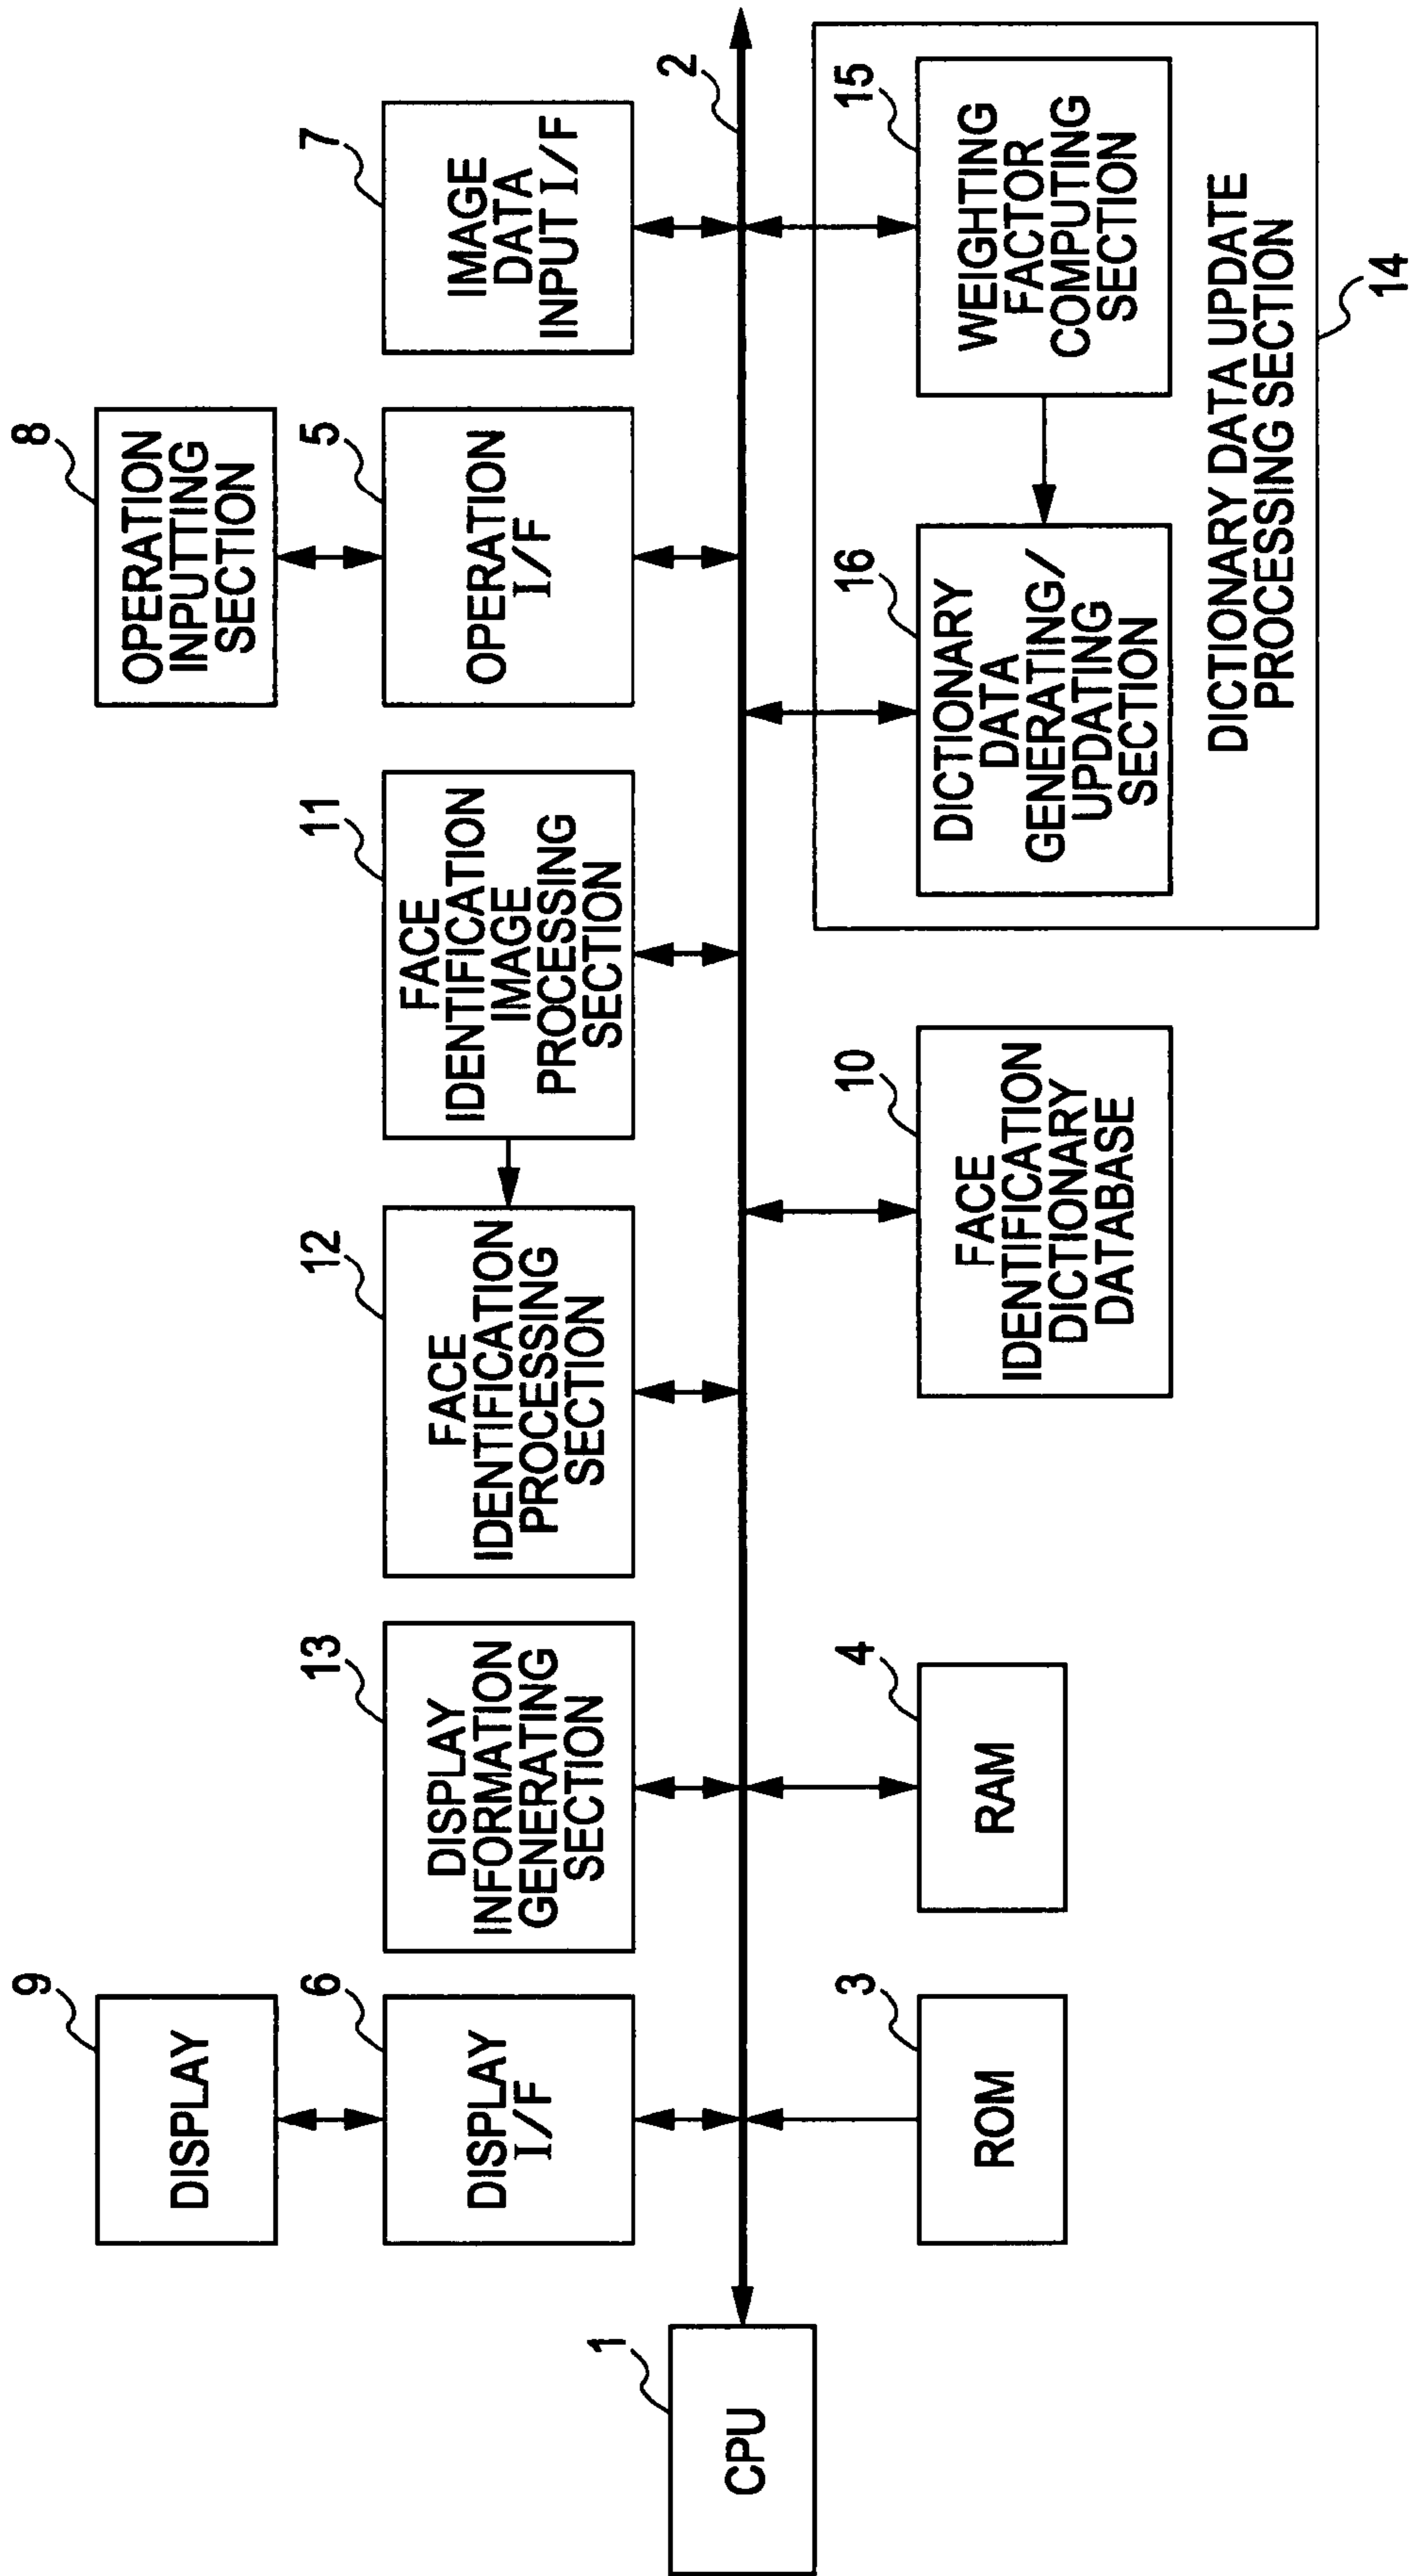 9
DISPLAY
6
DISPLAY
I/F
13
DISPLAY
INFORMATION
GENERATING
SECTION
12
FACE
IDENTIFICATION
PROCESSING
SECTION
11
FACE
IDENTIFICATION
IMAGE
PROCESSING
SECTION
8
OPERATION
INPUTTING
SECTION
5
OPERATION
I/F
7
IMAGE
DATA
INPUT I/F
1
CPU
2
3
ROM
4
RAM
10
FACE
IDENTIFICATION
DICTIONARY
DATABASE
16
DICTIONARY
DATA
GENERATING/
UPDATING
SECTION
15
WEIGHTING
FACTOR
COMPUTING
SECTION
DICTIONARY DATA UPDATE
PROCESSING SECTION
14